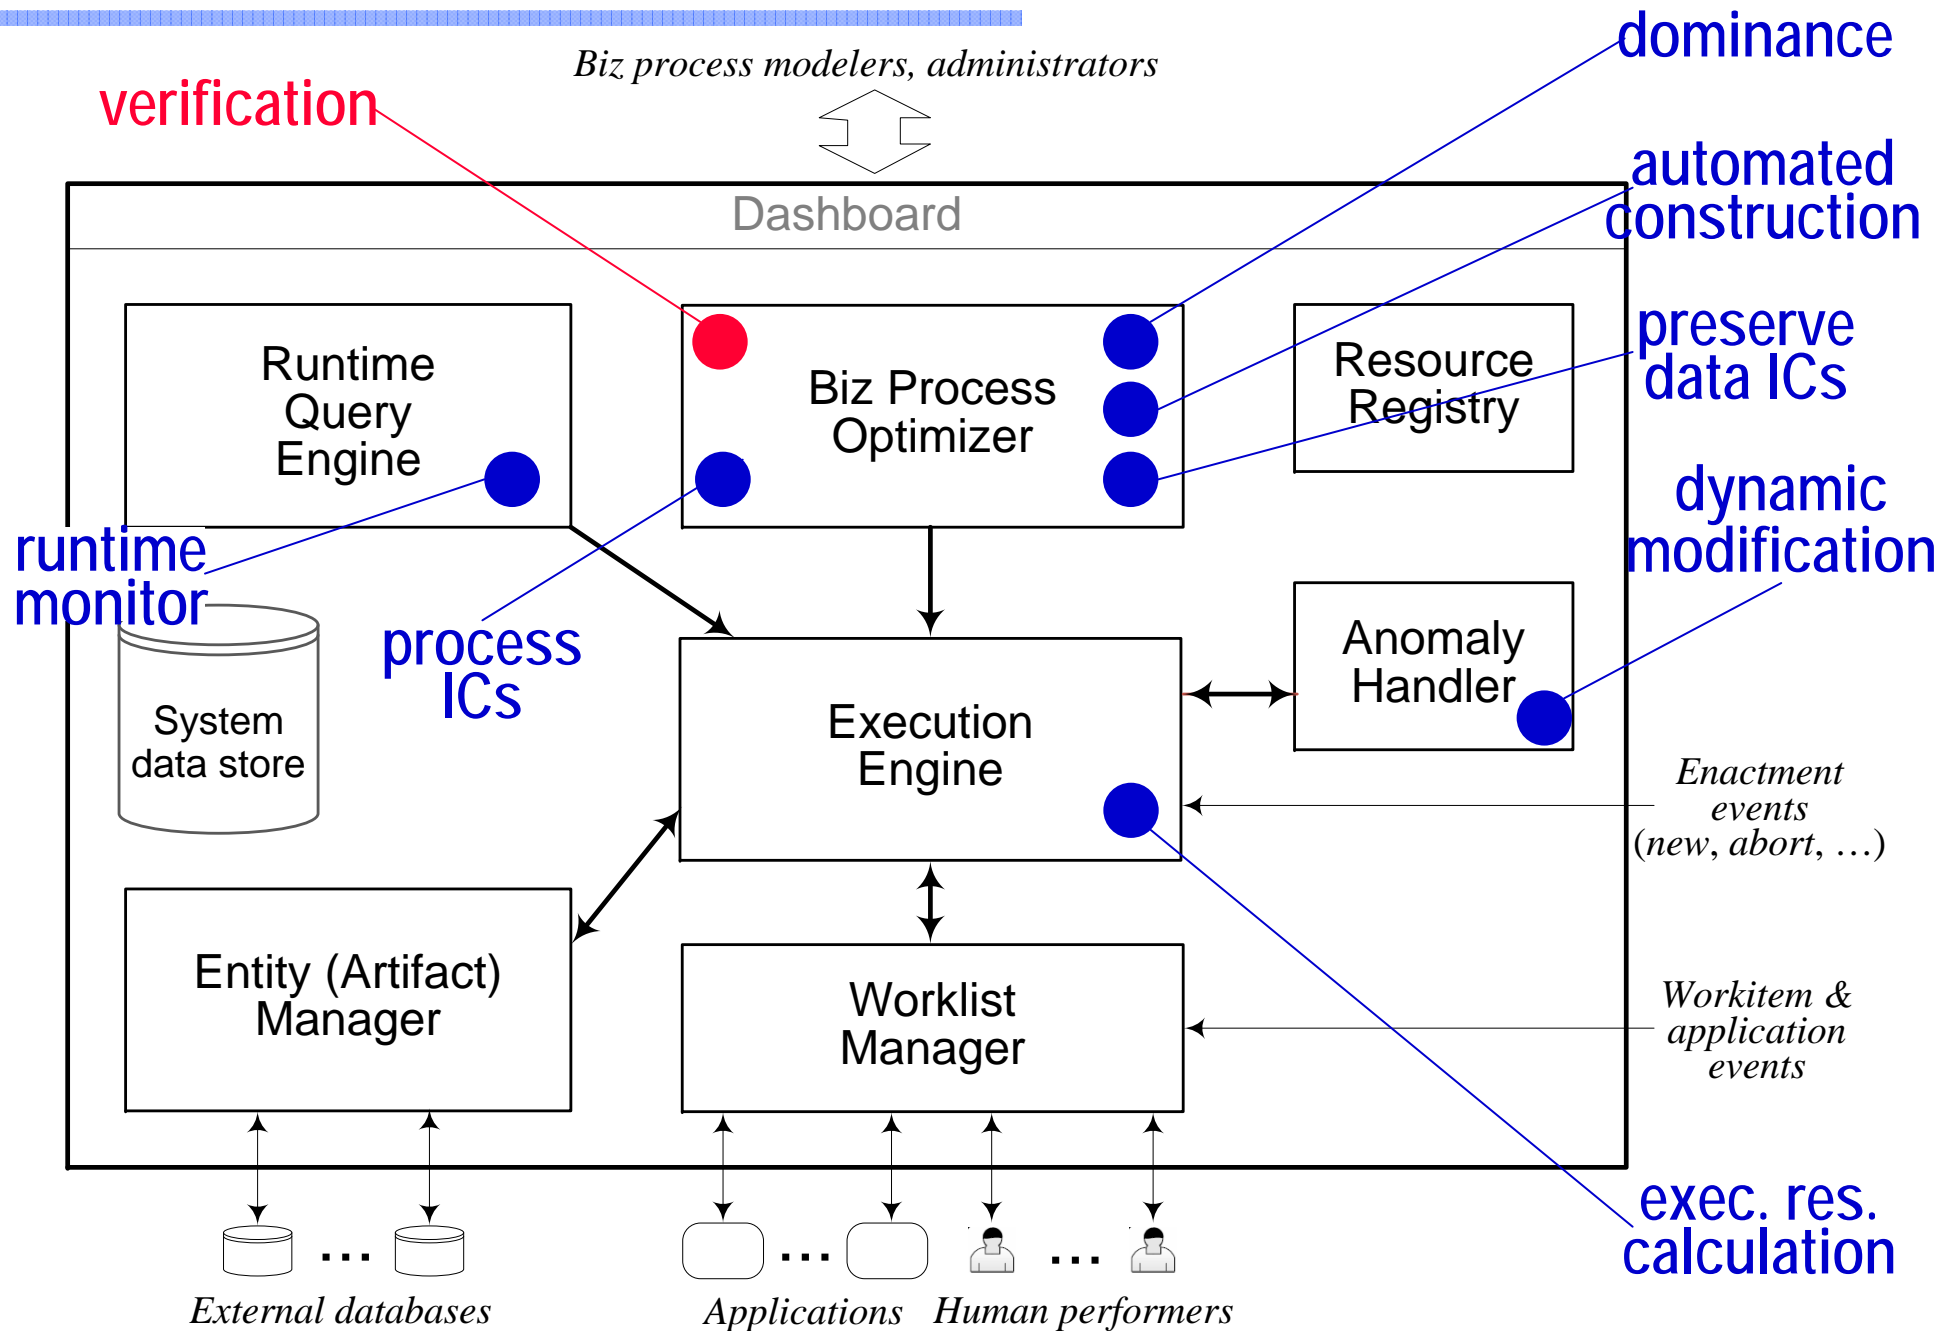 dominance
Biz process modelers, administrators
verification
automated
construction
Dashboard
preserve
data ICs
Runtime
Query
Engine
Biz Process
Optimizer
Resource
Registry
dynamic
modification
runtime
monitor
process
ICs
Anomaly
Handler
System
data store
Execution
Engine
Enactment
events
(new, abort, …)
Entity (Artifact)
Manager
Worklist
Manager
Workitem &
application
events
exec. res.
calculation
...
...
...
External databases
Applications
Human performers